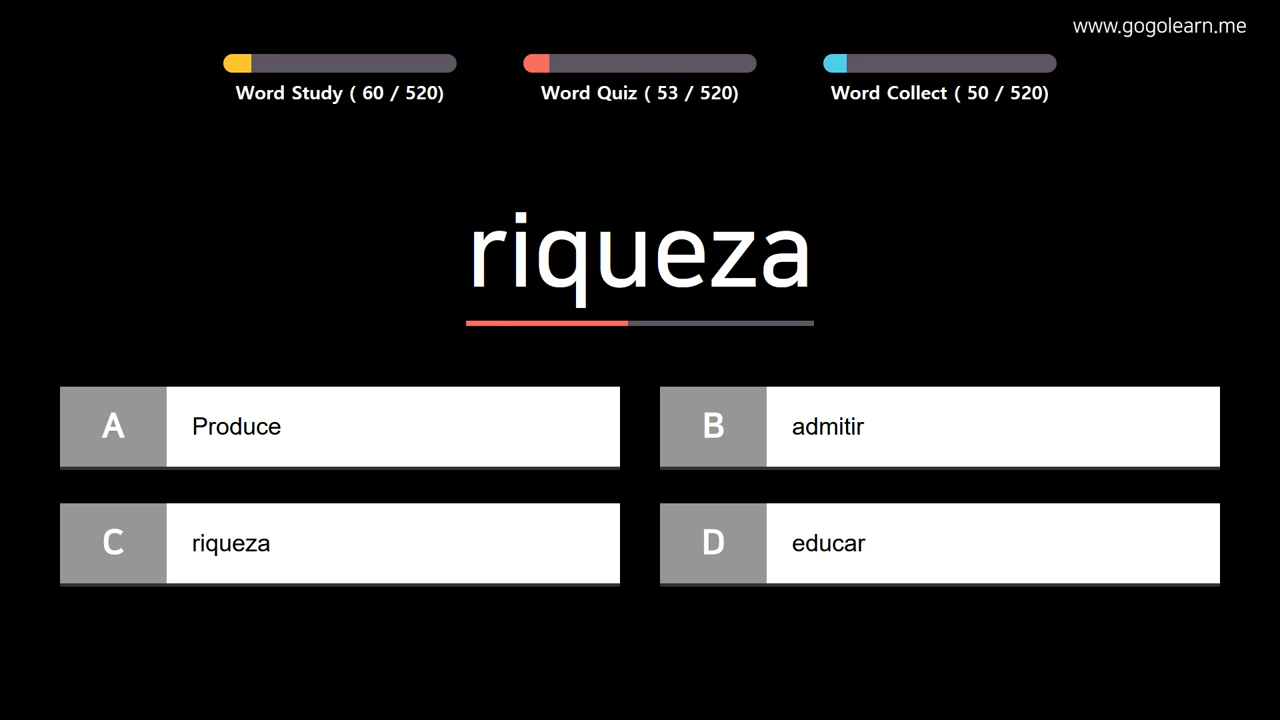 www.gogolearn.me
Word Study ( 60 / 520)
Word Quiz ( 53 / 520)
Word Collect ( 50 / 520)
riqueza
A Produce
B admitir
C riqueza
D educar